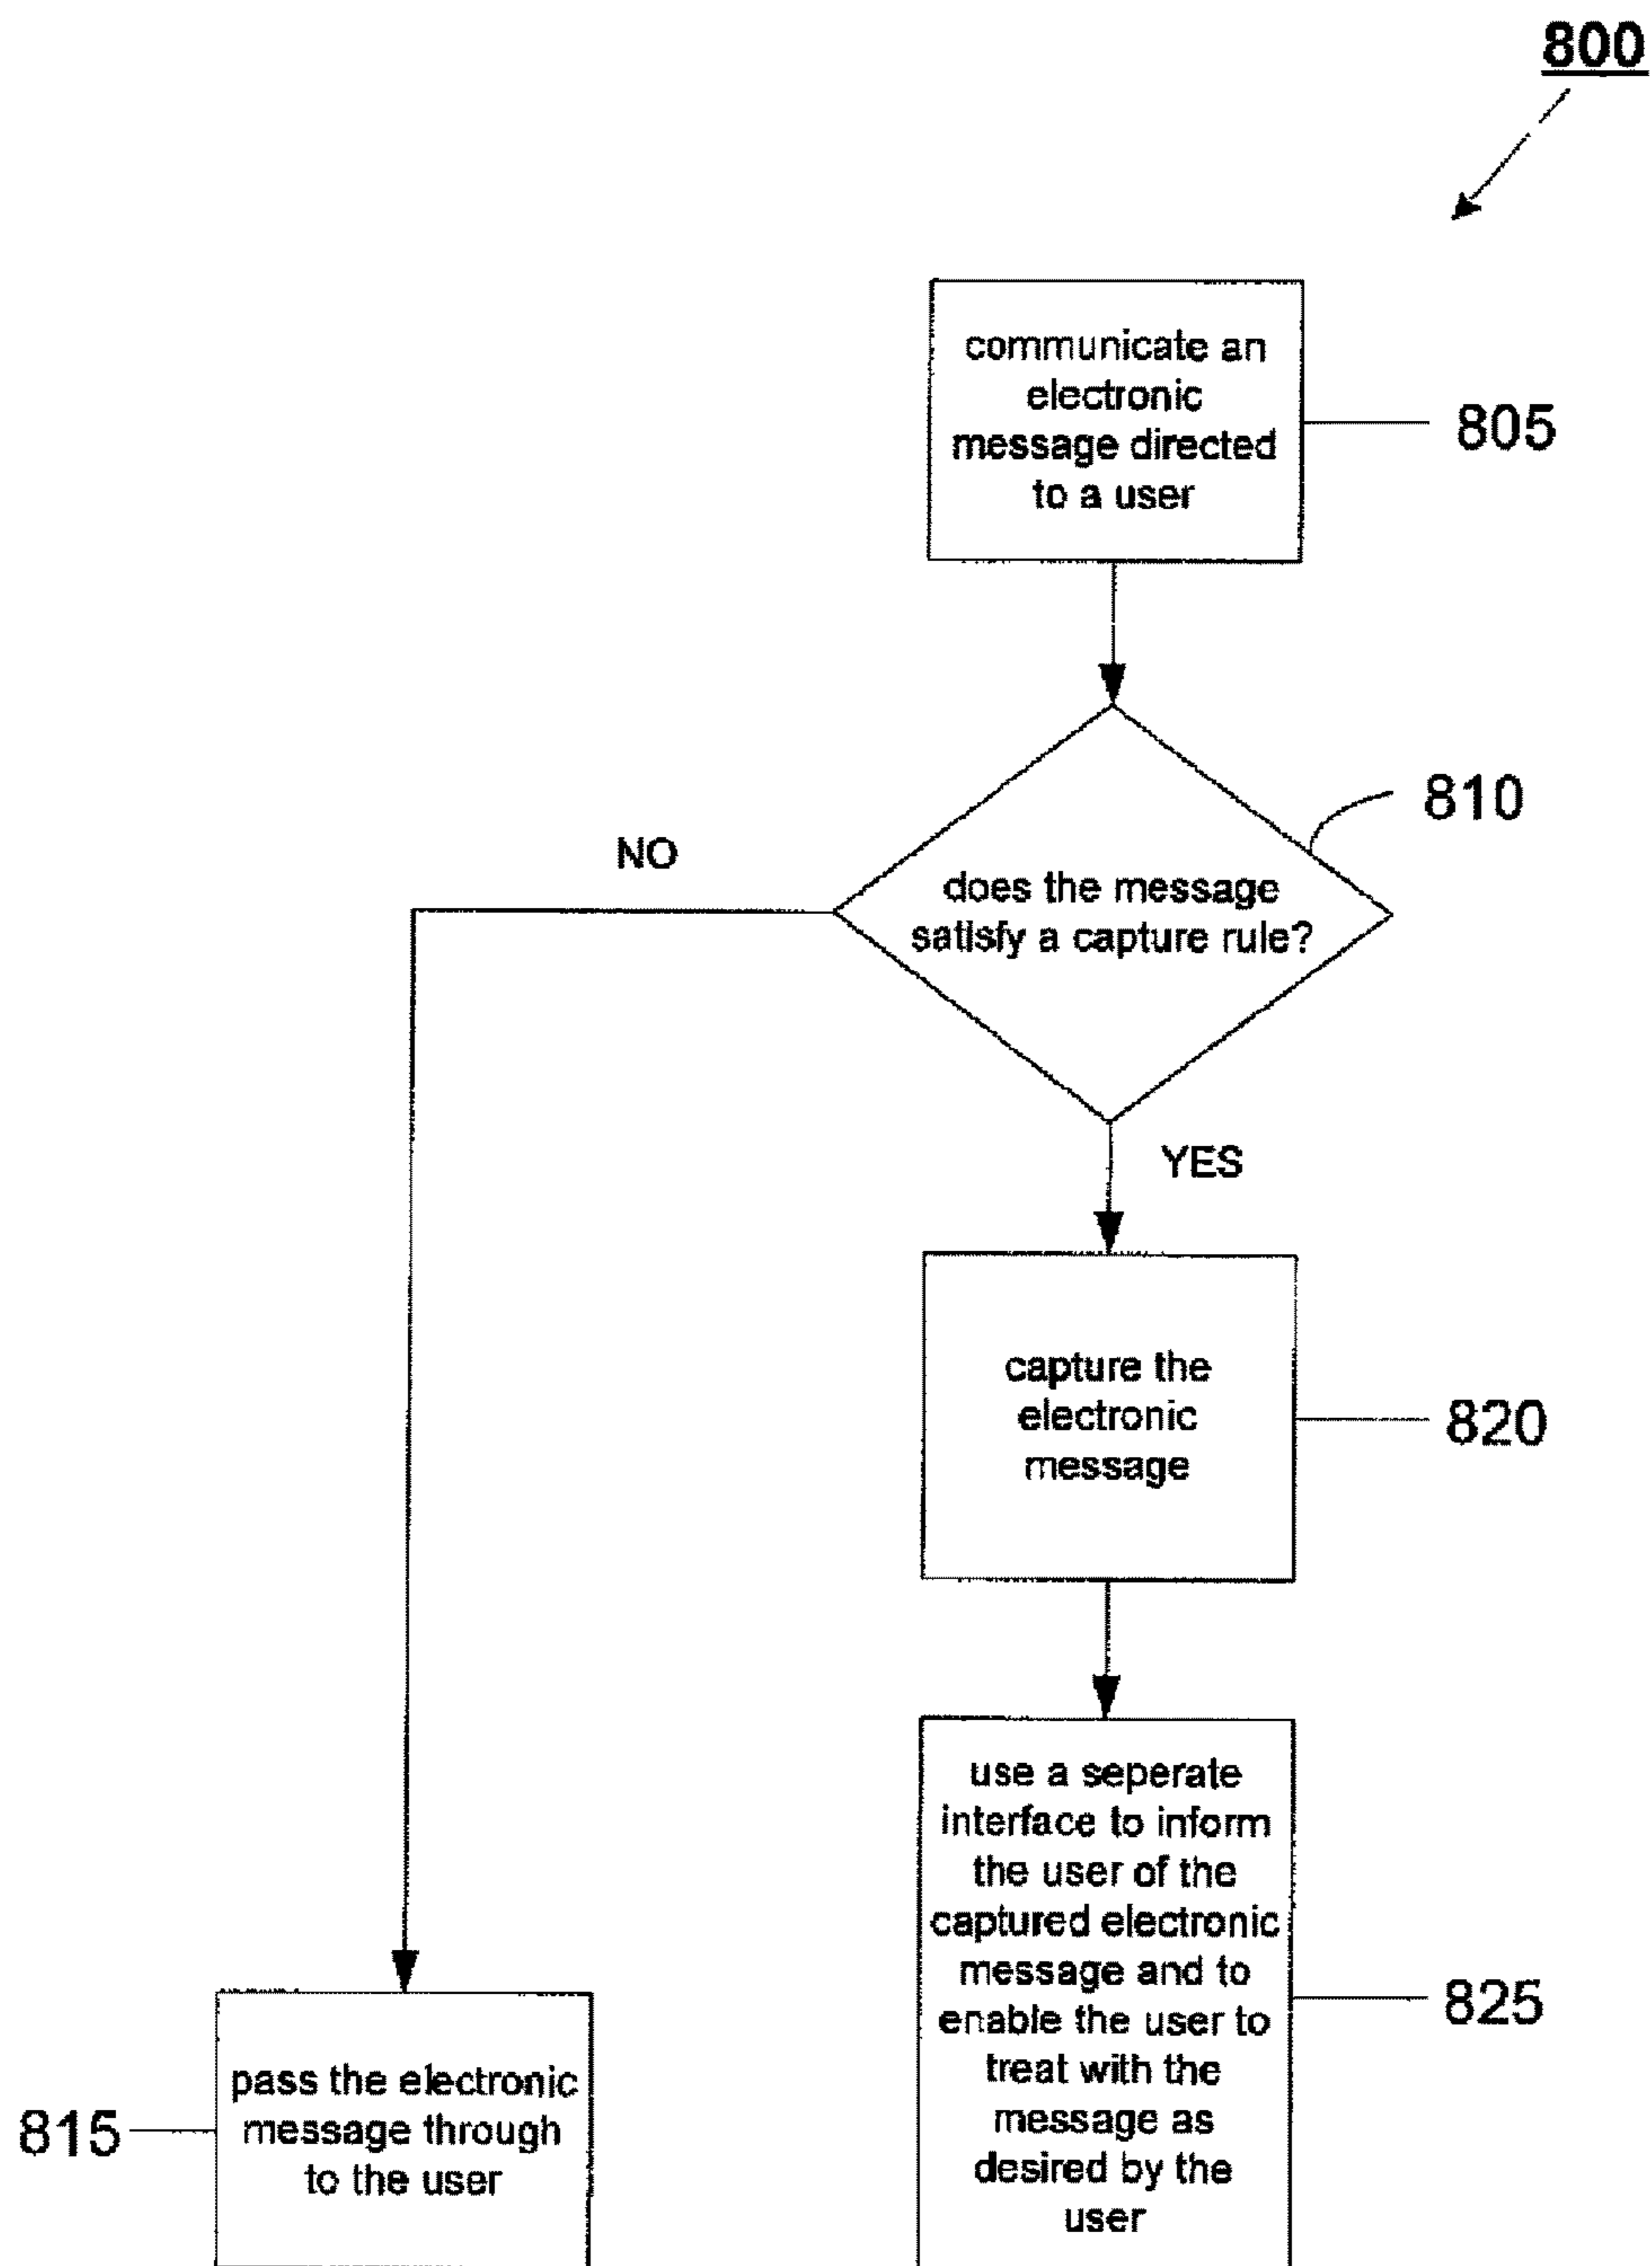 800
communicate an
electronic
message directed
to a user
805
810
NO
does the message
satisfy a capture rule?
YES
capture the
electronic
message
820
use a seperate
interface to inform
the user of the
captured electronic
message and to
enable the user to
treat with the
message as
desired by the
user
825
pass the electronic
message through
to the user
815